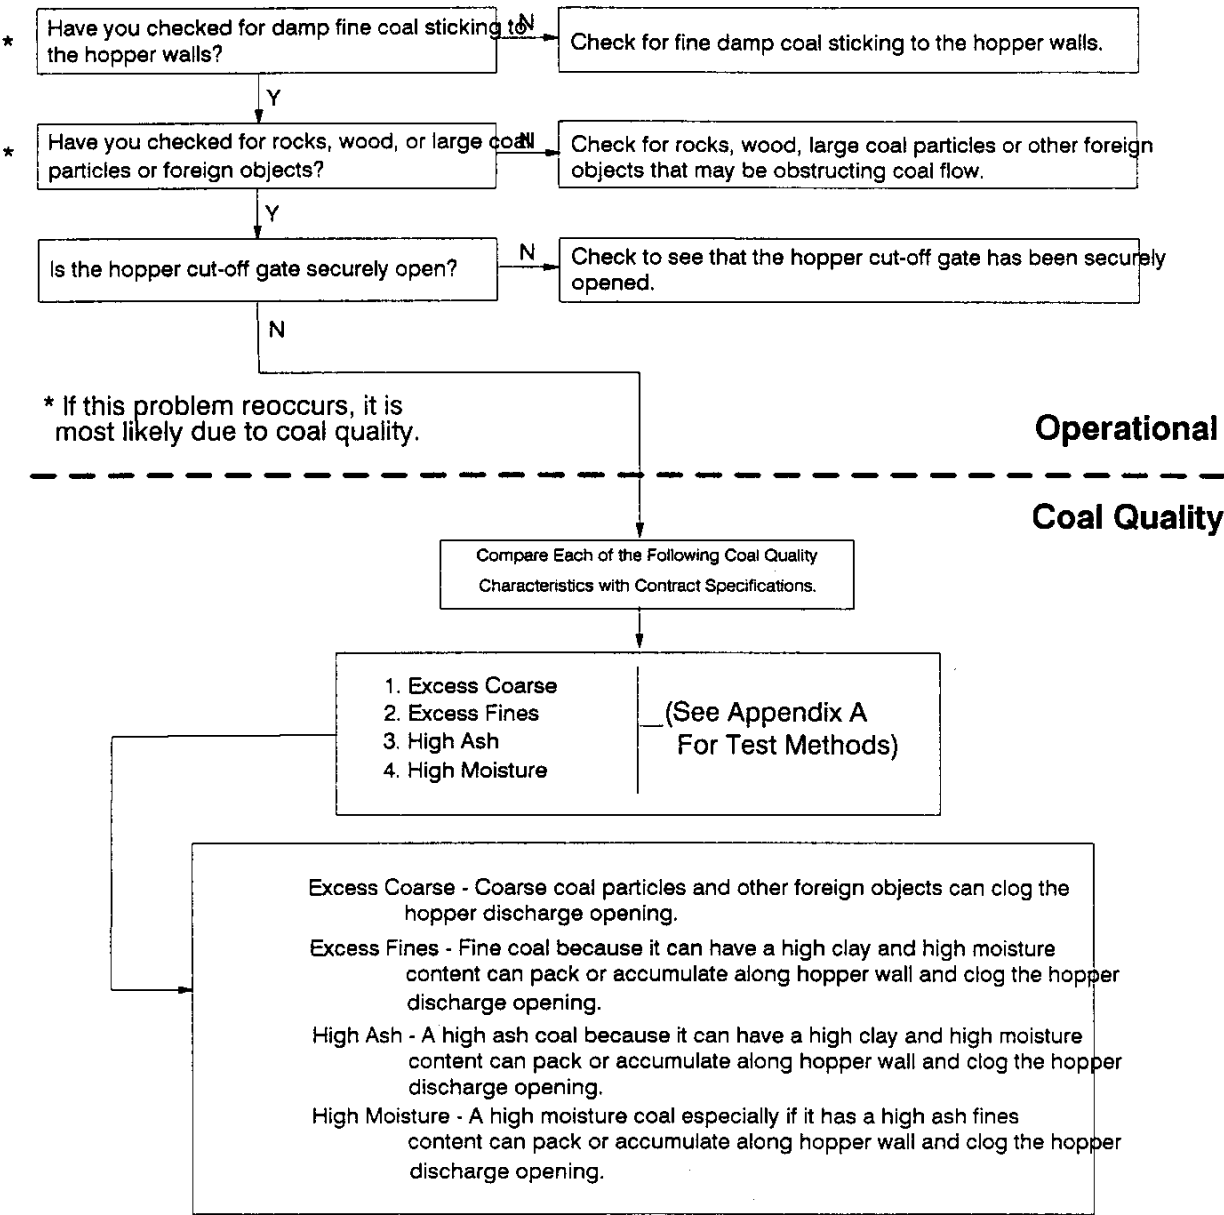 Have you checked for damp fine coal sticking to
the hopper walls?
N
Check for fine damp coal sticking to the hopper walls.
*
Y
Have you checked for rocks, wood, or large coal
particles or foreign objects?
N
Check for rocks, wood, large coal particles or other foreign
objects that may be obstructing coal flow.
*
Y
Is the hopper cut-off gate securely open?
N
Check to see that the hopper cut-off gate has been securely
opened.
N
* If this problem reoccurs, it is
most likely due to coal quality.
Operational
Coal Quality
Compare Each of the Following Coal Quality
Characteristics with Contract Specifications.
1. Excess Coarse
2. Excess Fines
3. High Ash
4. High Moisture
(See Appendix A
For Test Methods)
Excess Coarse - Coarse coal particles and other foreign objects can clog the
hopper discharge opening.
Excess Fines - Fine coal because it can have a high clay and high moisture
content can pack or accumulate along hopper wall and clog the hopper
discharge opening.
High Ash - A high ash coal because it can have a high clay and high moisture
content can pack or accumulate along hopper wall and clog the hopper
discharge opening.
High Moisture - A high moisture coal especially if it has a high ash fines
content can pack or accumulate along hopper wall and clog the hopper
discharge opening.